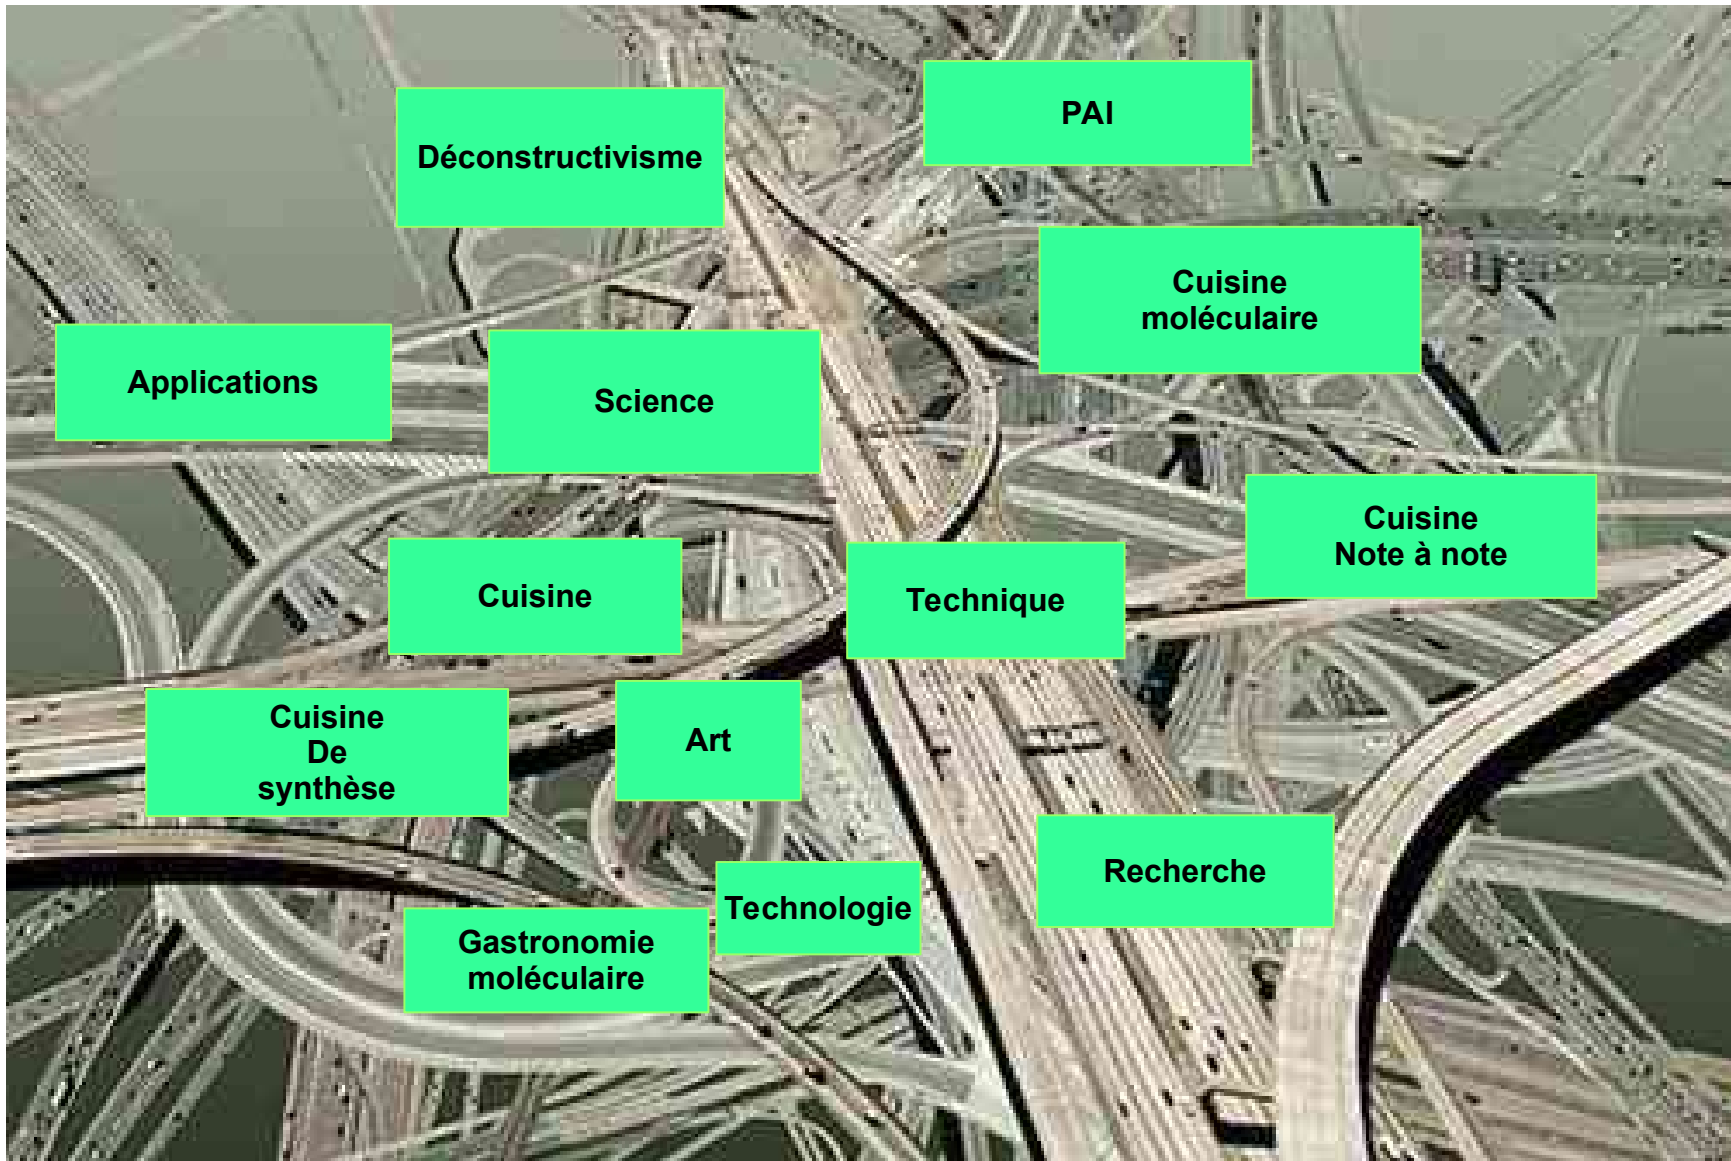 PAI
Déconstructivisme
Cuisine
moléculaire
Applications
Science
Cuisine
Note à note
Cuisine
Technique
Cuisine
De
synthèse
Art
Recherche
Technologie
Gastronomie
moléculaire